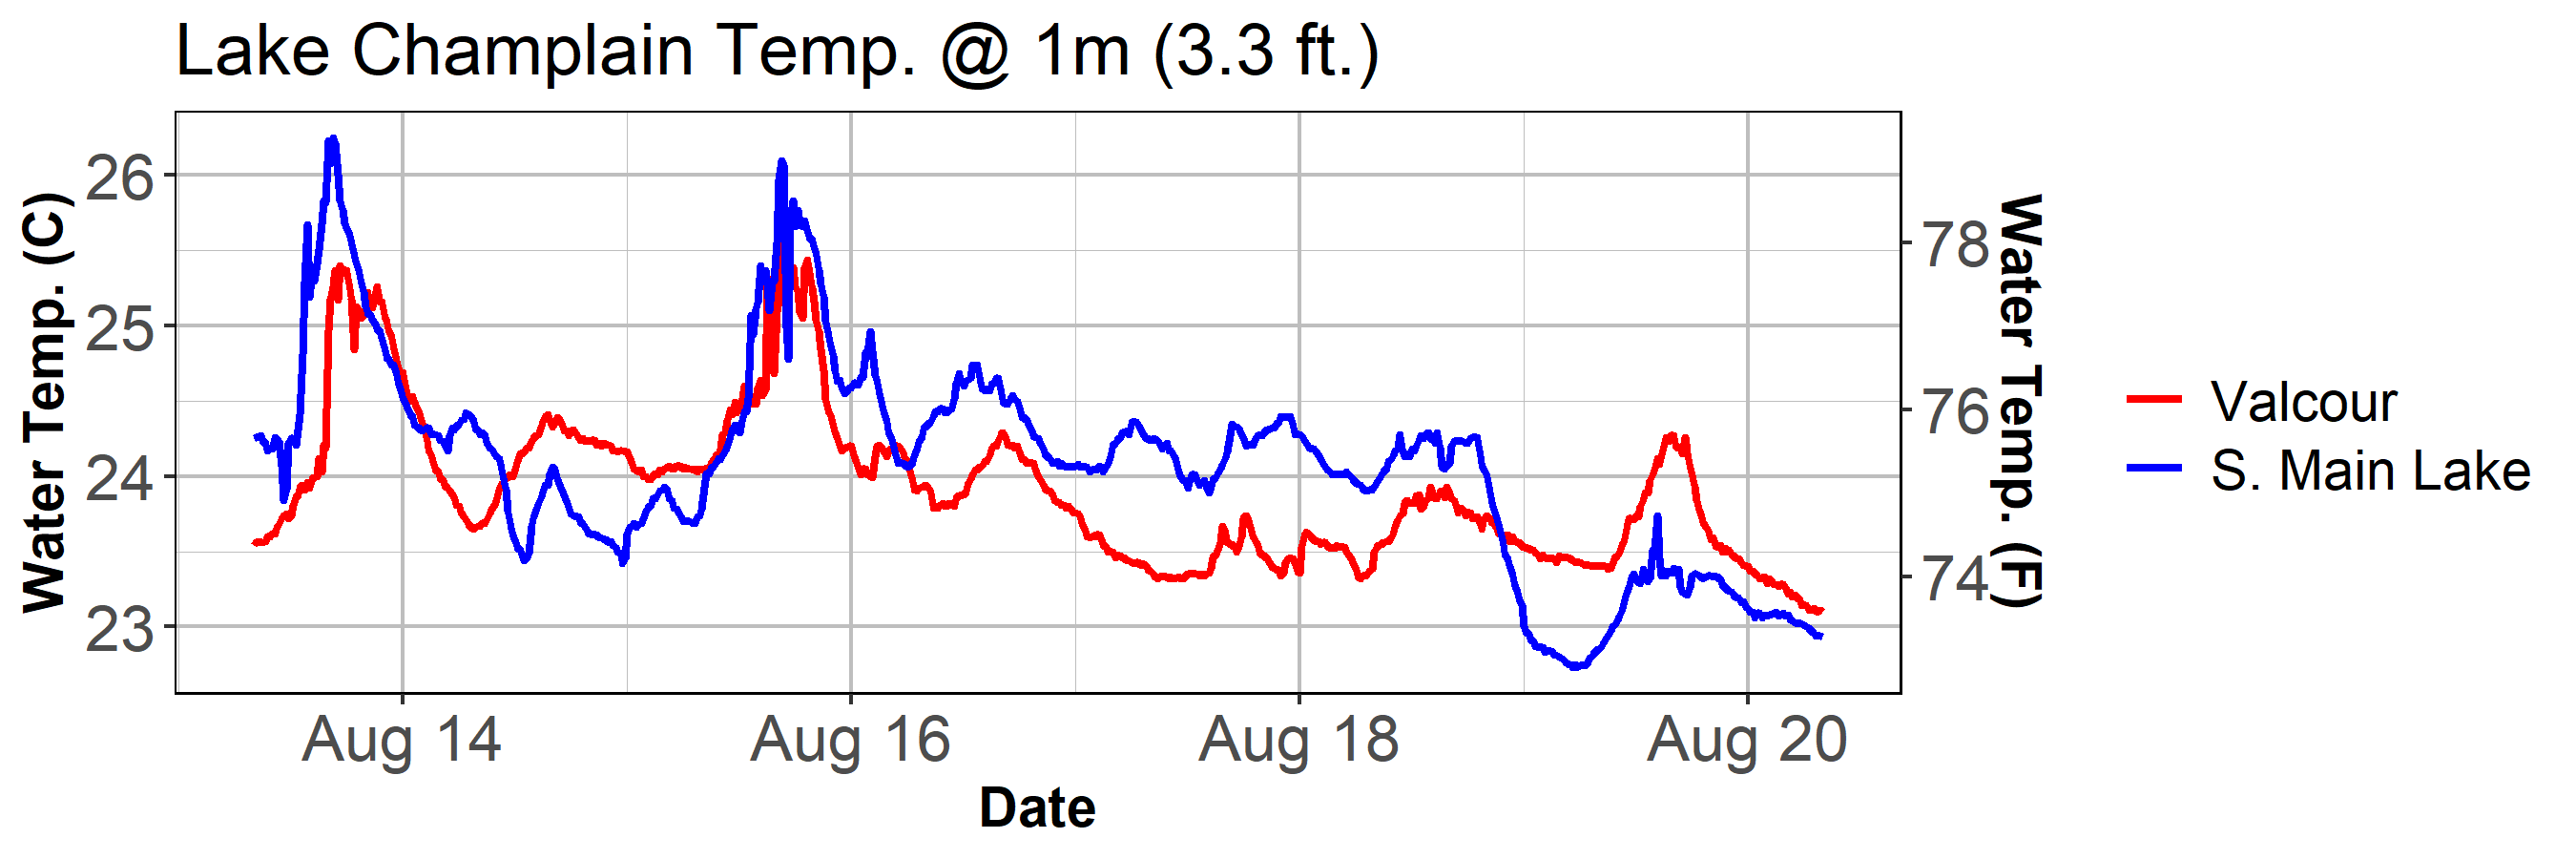 Lake Champlain Temp. @ 1m (3.3 ft.)
Water Temp. (C)
26
25
24
23
78
76
74
Water Temp. (F)
Aug 14
Aug 16
Aug 18
Aug 20
Date
Valcour
S. Main Lake